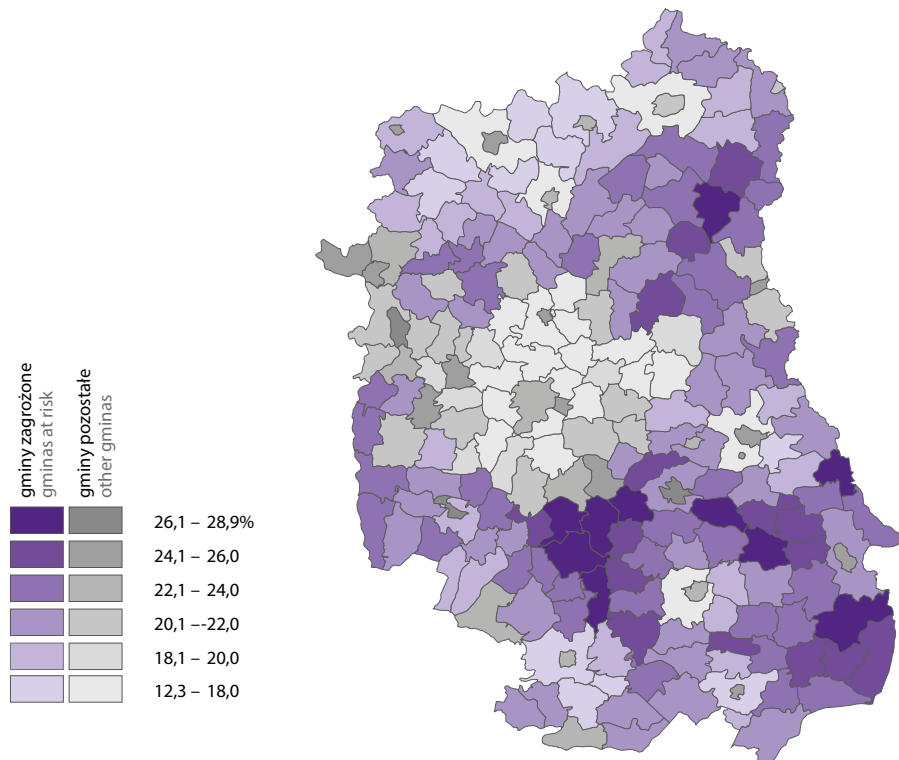 gminy zagrożone
gminas at risk
gminy pozostałe
other gminas
26,1 – 28,9%
24,1 – 26,0
22,1 – 24,0
20,1 –-22,0
18,1 – 20,0
12,3 – 18,0